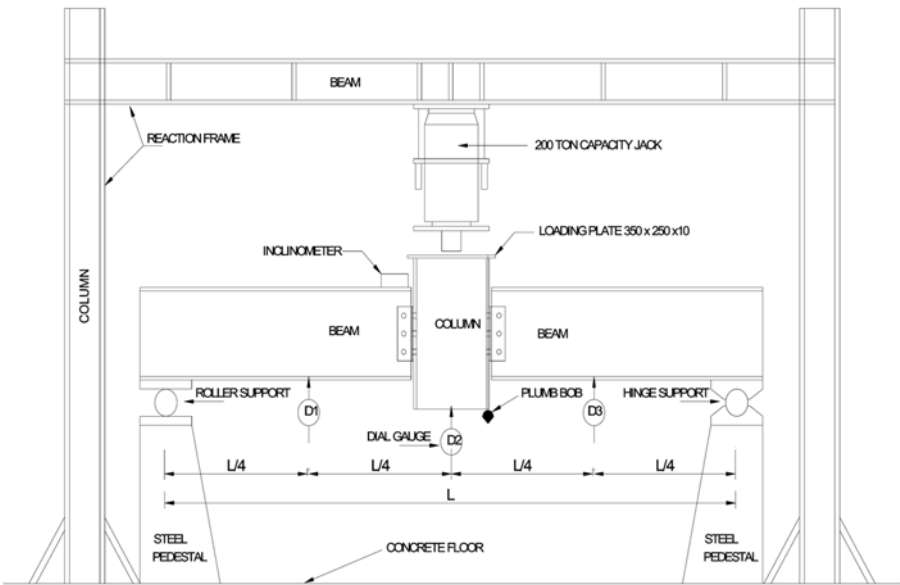 BEAM
REACTION FRAME
200 TON CAPACITY JACK
LOADING PLATE 350 x 250 x10
INCLINOMETER
COLUMN
BEAM
COLUMN
BEAM
ROLLER SUPPORT
D1
PLUMB BOB
D3
HINGE SUPPORT
DIAL GAUGE
D2
L/4
L/4
L/4
L/4
L
STEEL
PEDESTAL
CONCRETE FLOOR
STEEL
PEDESTAL